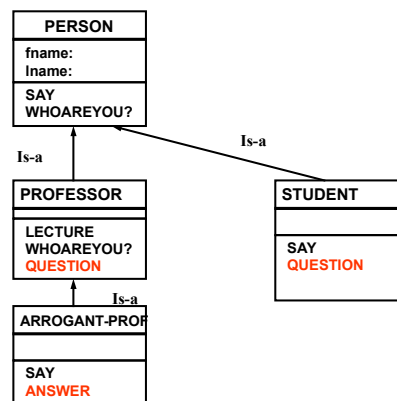 PERSON
fname:
lname:
SAY
WHOAREYOU?
Is-a
Is-a
PROFESSOR
LECTURE
WHOAREYOU?
QUESTION
STUDENT
SAY
QUESTION
Is-a
ARROGANT-PROF
SAY
ANSWER